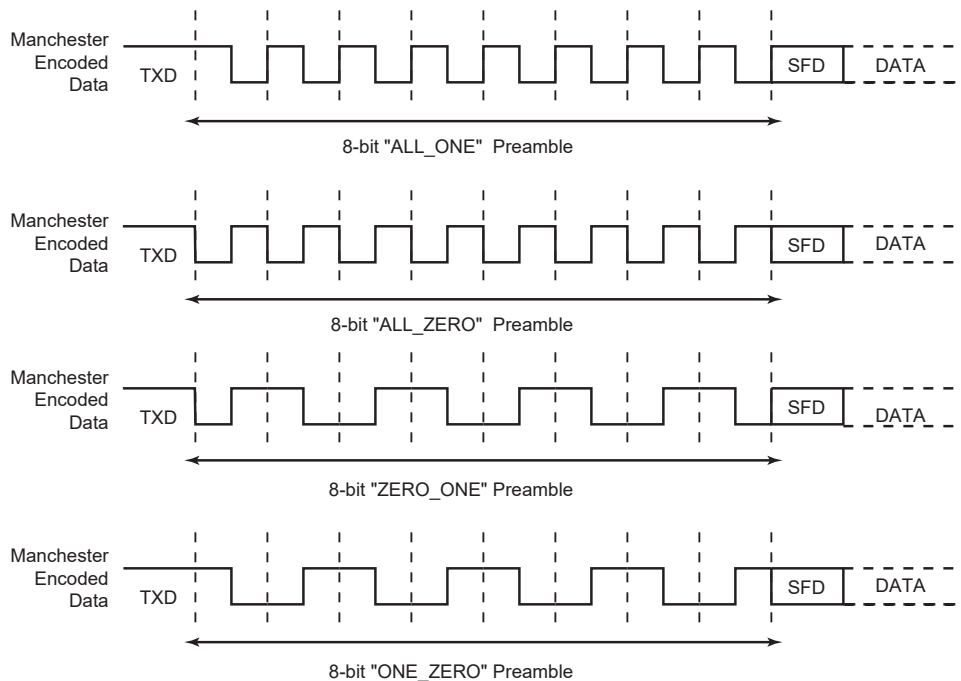 Manchester
Encoded
Data
TXD
SFD
DATA
8-bit "ALL_ONE" Preamble
Manchester
Encoded
Data
TXD
SFD
DATA
8-bit "ALL_ZERO" Preamble
Manchester
Encoded
Data
TXD
SFD
DATA
8-bit "ZERO_ONE" Preamble
Manchester
Encoded
Data
TXD
SFD
DATA
8-bit "ONE_ZERO" Preamble